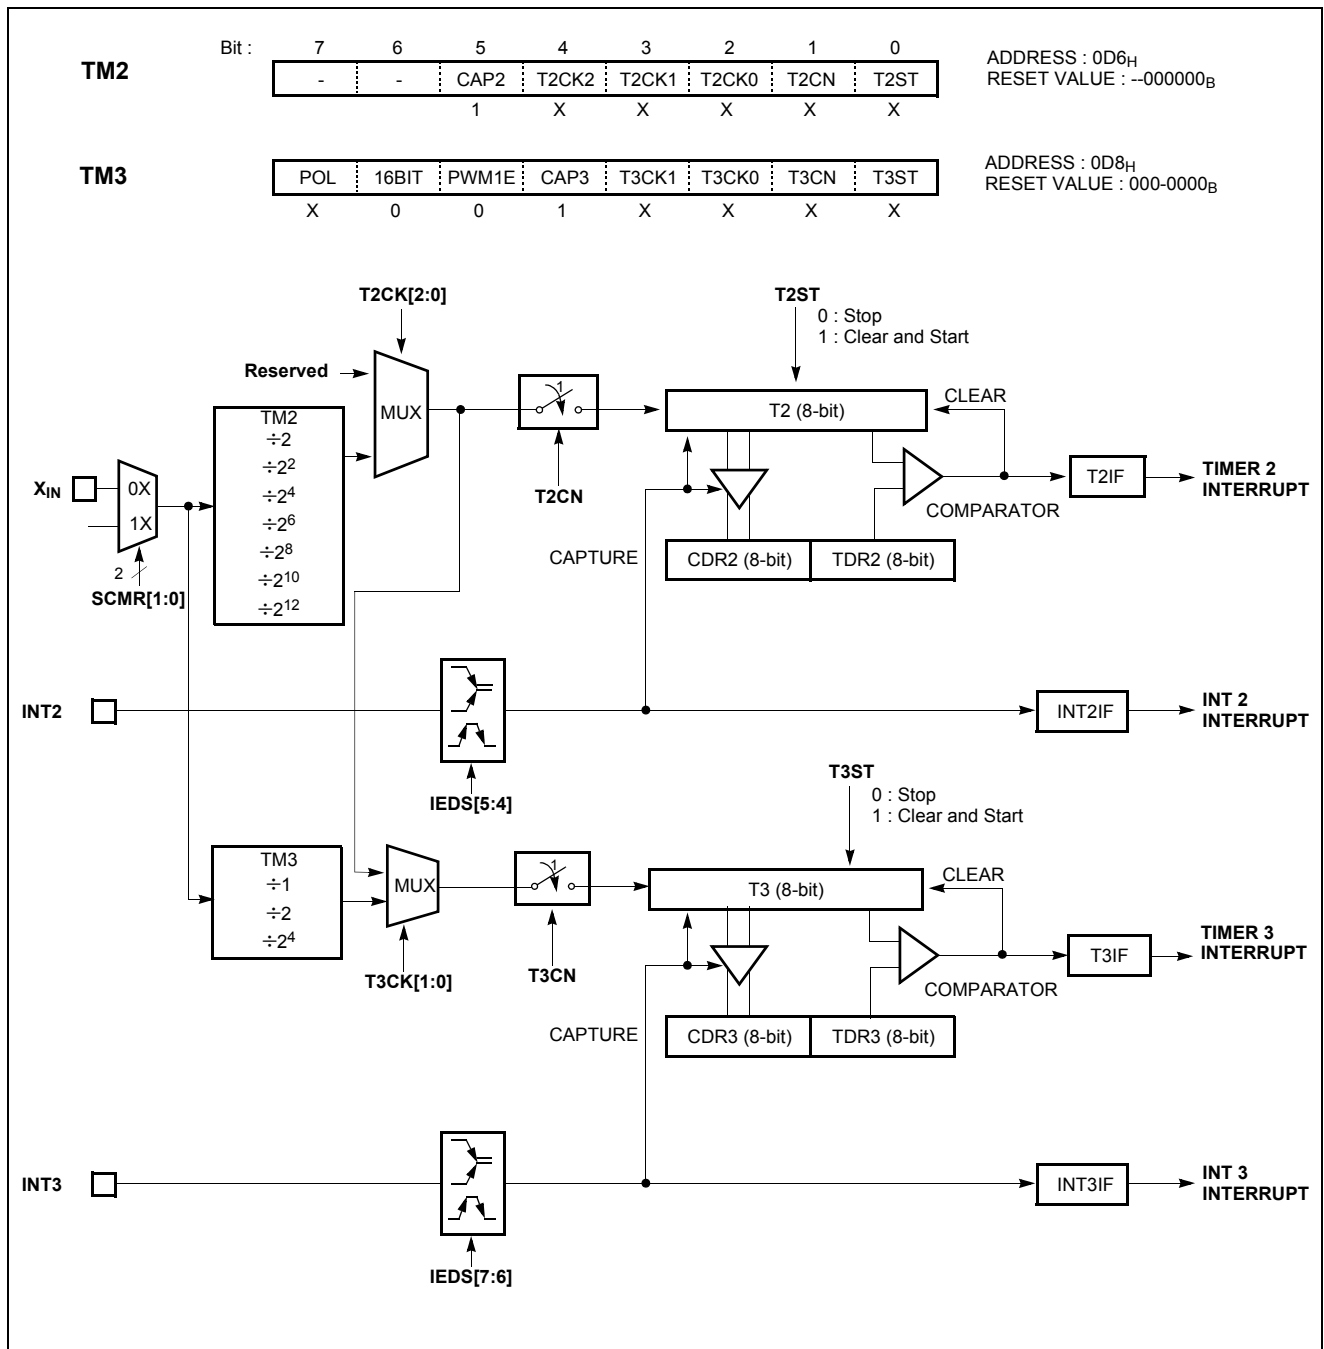 Bit : 7 6 5 4 3 2 1 0
TM2
- - CAP2 T2CK2 T2CK1 T2CK0 T2CN T2ST
1 X X X X X
ADDRESS : 0D6H
RESET VALUE : --000000B
TM3
POL 16BIT PWM1E CAP3 T3CK1 T3CK0 T3CN T3ST
X 0 0 1 X X X X
ADDRESS : 0D8H
RESET VALUE : 000-0000B
T2CK[2:0]
T2ST
0 : Stop
1 : Clear and Start
Reserved
MUX
1
T2 (8-bit)
CLEAR
TM2
÷2
÷2²
÷2⁴
÷2⁶
÷2⁸
÷2¹⁰
÷2¹²
XIN
0X
1X
2
SCMR[1:0]
T2CN
COMPARATOR
T2IF
TIMER 2
INTERRUPT
CAPTURE
CDR2 (8-bit)
TDR2 (8-bit)
INT2
IEDS[5:4]
INT2IF
INT 2
INTERRUPT
T3ST
0 : Stop
1 : Clear and Start
TM3
÷1
÷2
÷2⁴
MUX
T3CK[1:0]
1
T3CN
T3 (8-bit)
CLEAR
COMPARATOR
T3IF
TIMER 3
INTERRUPT
CAPTURE
CDR3 (8-bit)
TDR3 (8-bit)
INT3
IEDS[7:6]
INT3IF
INT 3
INTERRUPT